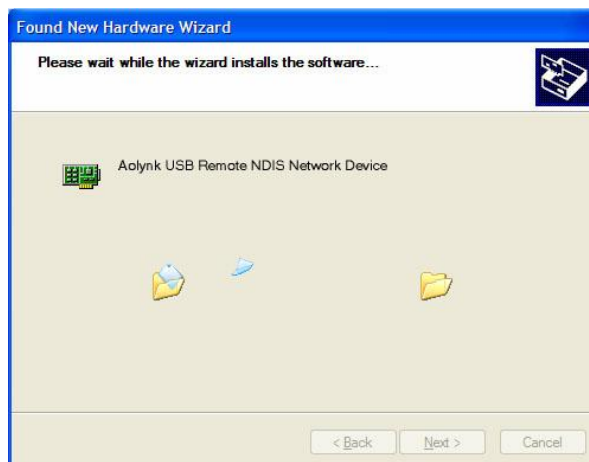 Found New Hardware Wizard
Please wait while the wizard installs the software...
Aolynk USB Remote NDIS Network Device
< Back
Next >
Cancel